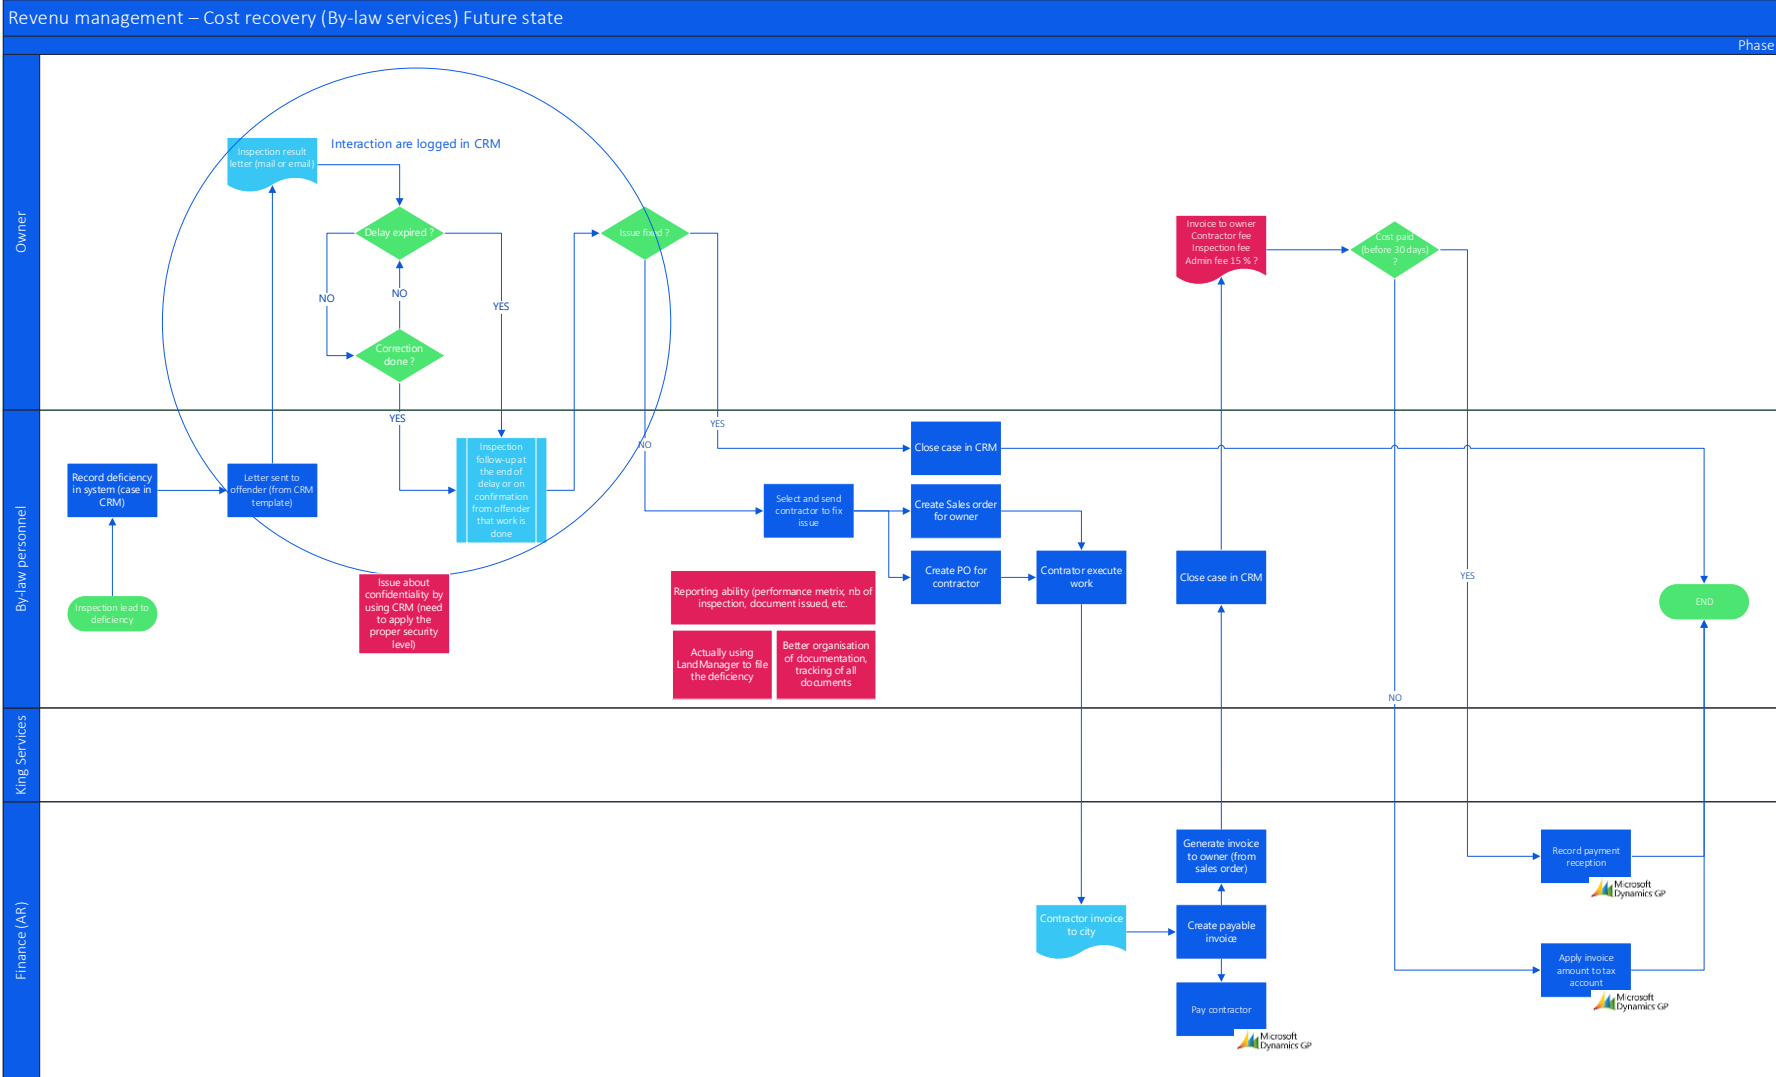 Revenu management – Cost recovery (By-law services) Future state
Phase
Owner
Inspection result
letter (mail or email)
Interaction are logged in CRM
Delay expired ?
NO
NO
YES
Correction
done ?
Issue fixed ?
Invoice to owner
Contractor fee
Inspection fee
Admin fee 15 % ?
Cost paid
(before 30 days)
?
By-law personnel
YES
YES
NO
Record deficiency
in system (case in
CRM)
Letter sent to
offender (from CRM
template)
Inspection
follow-up at
the end of
delay or on
confirmation
from offender
that work is
done
Close case in CRM
Select and send
contractor to fix
issue
Create Sales order
for owner
Create PO for
contractor
Contrator execute
work
Close case in CRM
YES
NO
END
Inspection lead to
deficiency
Issue about
confidentiality by
using CRM (need
to apply the
proper security
level)
Reporting ability (performance metrix, nb of
inspection, document issued, etc.
Actually using
LandManager to file
the deficiency
Better organisation
of documentation,
tracking of all
documents
King Services
Finance (AR)
Generate invoice
to owner (from
sales order)
Contractor invoice
to city
Create payable
invoice
Pay contractor
Microsoft
Dynamics GP
Record payment
reception
Microsoft
Dynamics GP
Apply invoice
amount to tax
account
Microsoft
Dynamics GP